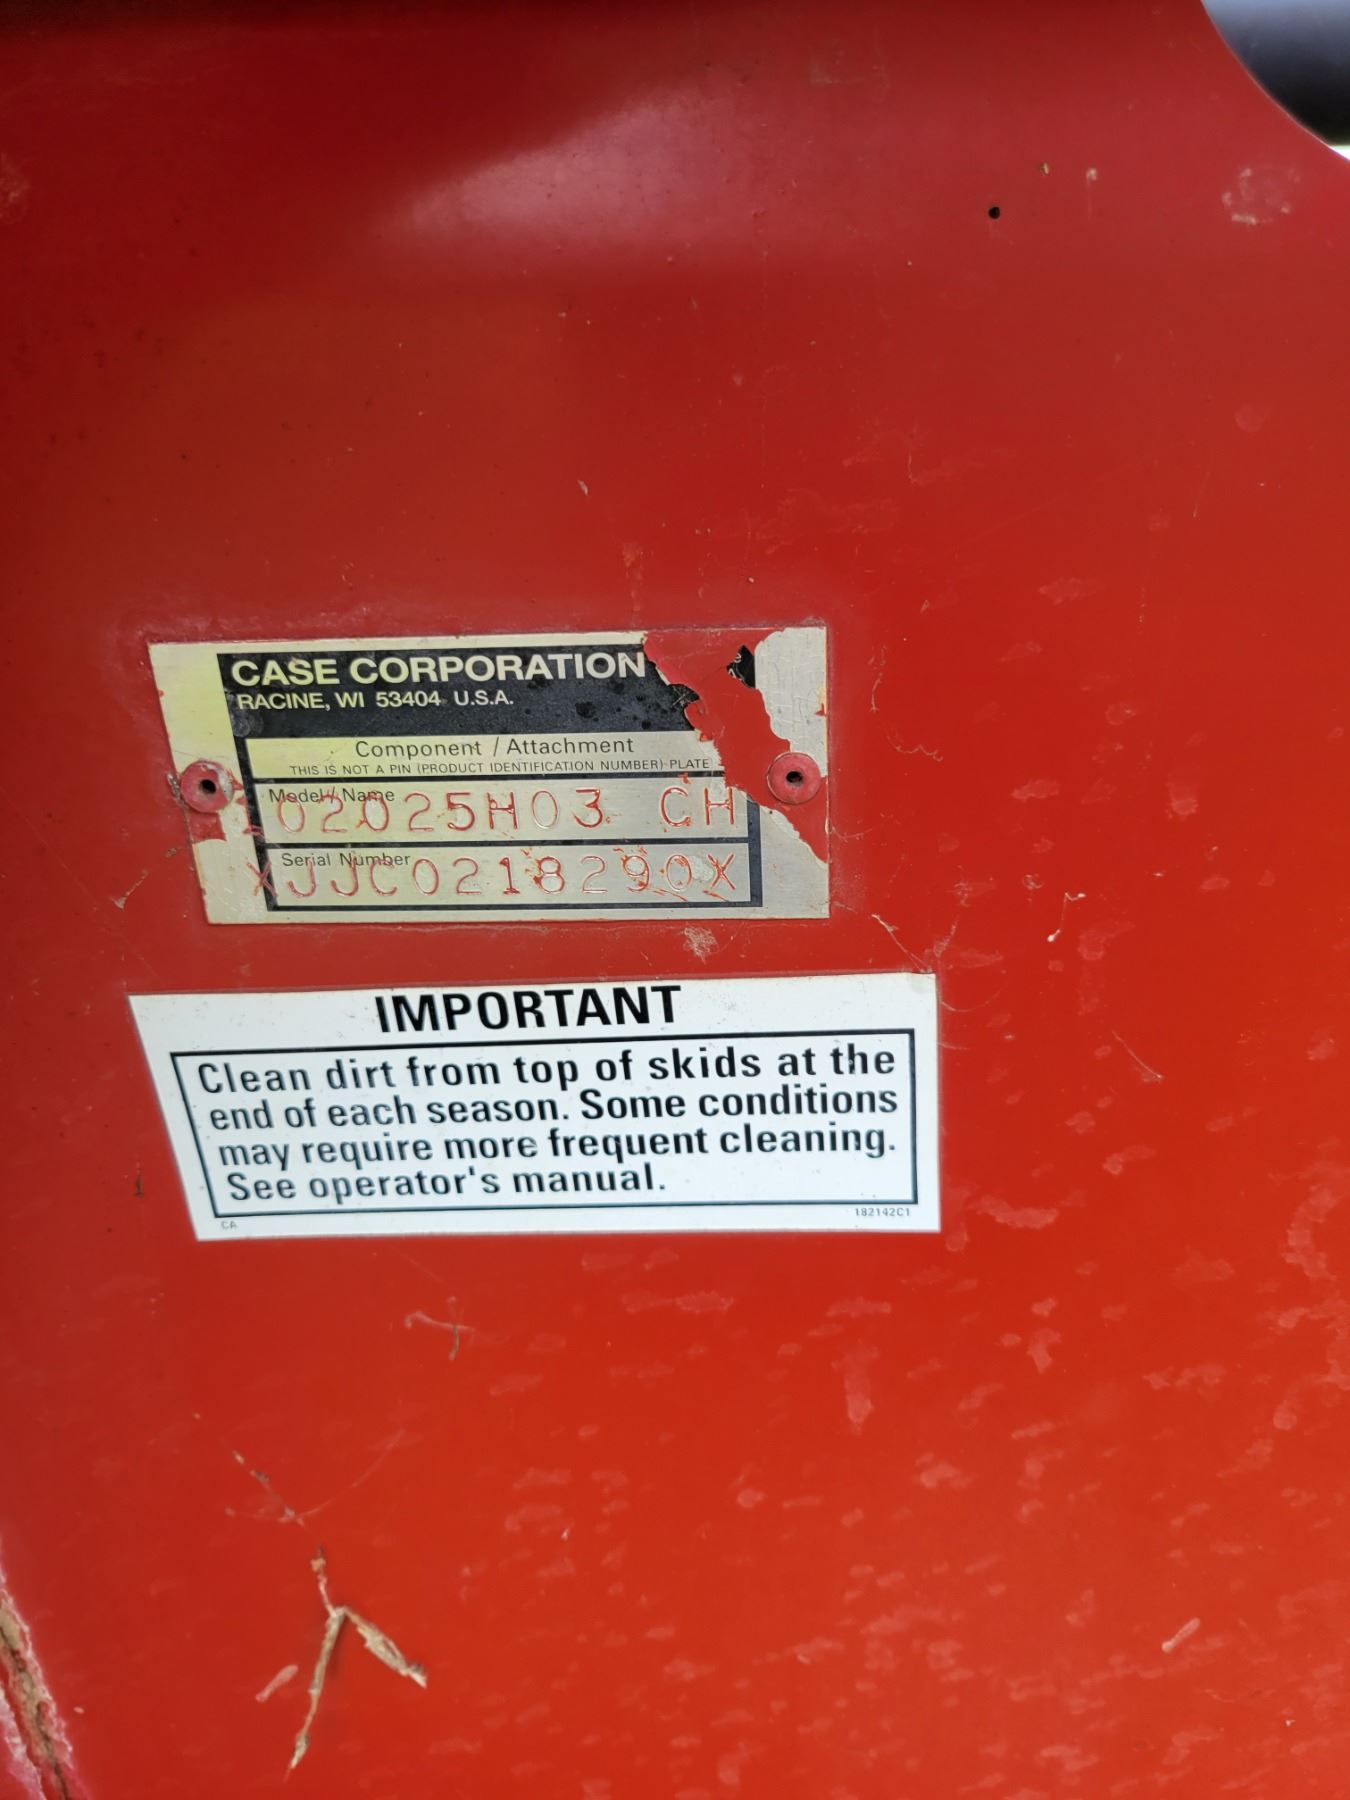 CASE CORPORATION
RACINE, WI 53404 U.S.A.
Component / Attachment
THIS IS NOT A PIN (PRODUCT IDENTIFICATION NUMBER) PLATE
Model / Name
02025H03 CH
Serial Number
XJJC0218290X
IMPORTANT
Clean dirt from top of skids at the
end of each season. Some conditions
may require more frequent cleaning.
See operator's manual.
CA
182142C1